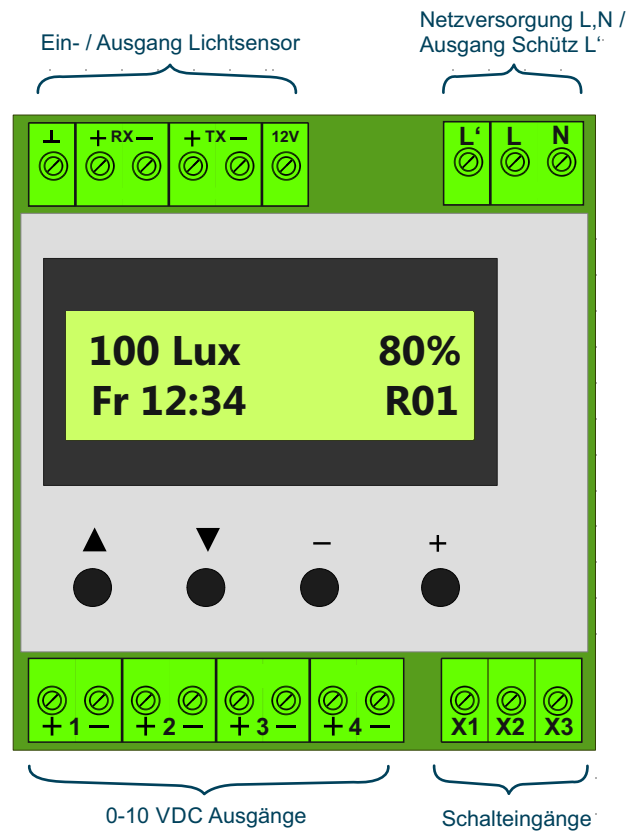 Netzversorgung L,N /
Ein- / Ausgang Lichtsensor
Ausgang Schütz L‘
⊥ + RX – + TX – 12V
L‘ L N
100 Lux 80%
Fr 12:34 R01
▲ ▼ – +
+ 1 – + 2 – + 3 – + 4 –
X1 X2 X3
0-10 VDC Ausgänge
Schalteingänge